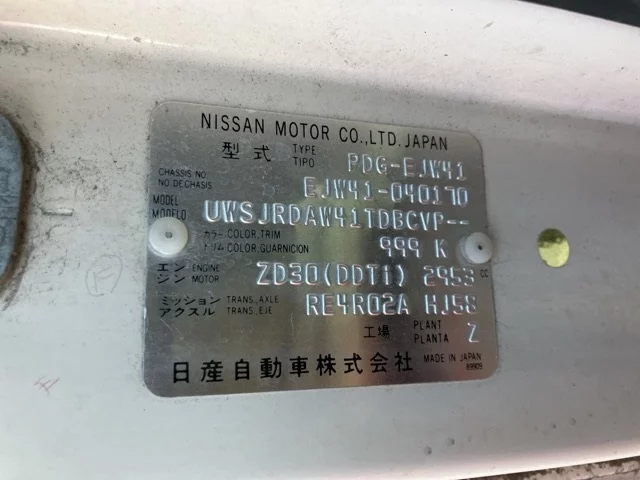 NISSAN MOTOR CO.,LTD. JAPAN
型式 TYPE TIPO PDG-EJW41
CHASSIS NO NO DECHASSIS EJW41-040170
MODEL MODELO UWSJRDAW41TDBCVP--
カラー COLOR,TRIM
トリム COLOR,GUARNICION 999 K
エンジン ENGINE MOTOR ZD30(DDTi) 2953 CC
ミッション TRANS,AXLE
アクスル TRANS,EJE RE4R02A HJ58
工場 PLANT PLANTA Z
日産自動車株式会社 MADE IN JAPAN
89909